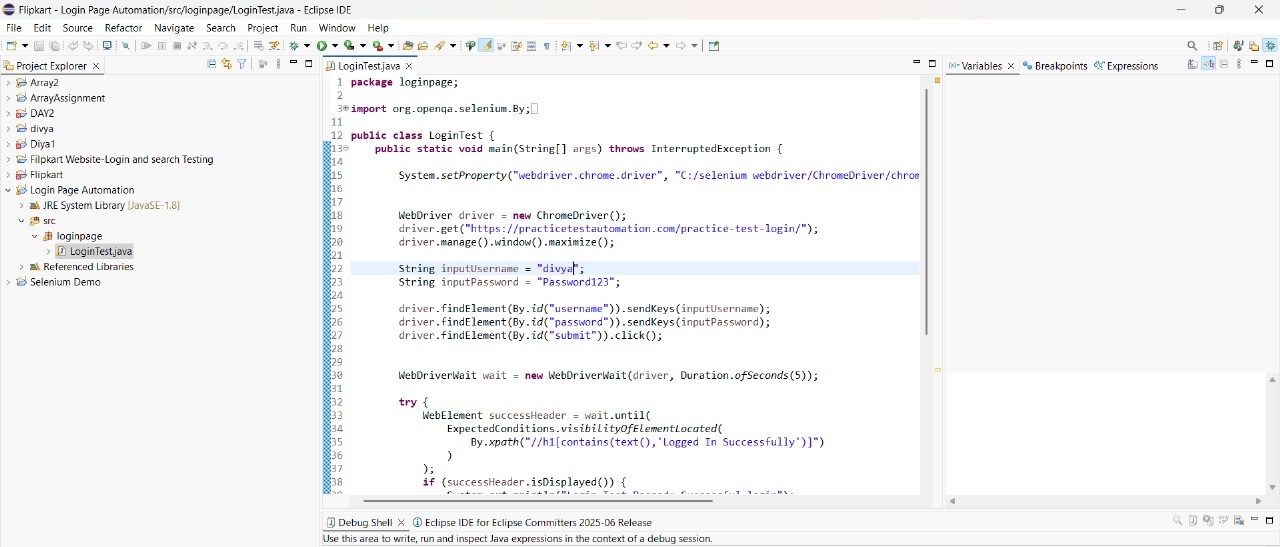 Flipkart - Login Page Automation/src/loginpage/LoginTest.java - Eclipse IDE
File Edit Source Refactor Navigate Search Project Run Window Help
Project Explorer
Array2
ArrayAssignment
DAY2
divya
Diya1
Filpkart Website-Login and search Testing
Flipkart
Login Page Automation
JRE System Library [JavaSE-1.8]
src
loginpage
LoginTest.java
Referenced Libraries
Selenium Demo
LoginTest.java
1 package loginpage;
2
3 import org.openqa.selenium.By;
11
12 public class LoginTest {
13 public static void main(String[] args) throws InterruptedException {
14
15 System.setProperty("webdriver.chrome.driver", "C:/selenium webdriver/ChromeDriver/chrom
16
17
18 WebDriver driver = new ChromeDriver();
19 driver.get("https://practicetestautomation.com/practice-test-login/");
20 driver.manage().window().maximize();
21
22 String inputUsername = "divya";
23 String inputPassword = "Password123";
24
25 driver.findElement(By.id("username")).sendKeys(inputUsername);
26 driver.findElement(By.id("password")).sendKeys(inputPassword);
27 driver.findElement(By.id("submit")).click();
28
29
30 WebDriverWait wait = new WebDriverWait(driver, Duration.ofSeconds(5));
31
32 try {
33 WebElement successHeader = wait.until(
34 ExpectedConditions.visibilityOfElementLocated(
35 By.xpath("//h1[contains(text(),'Logged In Successfully')]")
36 )
37 );
38 if (successHeader.isDisplayed()) {
Variables Breakpoints Expressions
Debug Shell Eclipse IDE for Eclipse Committers 2025-06 Release
Use this area to write, run and inspect Java expressions in the context of a debug session.